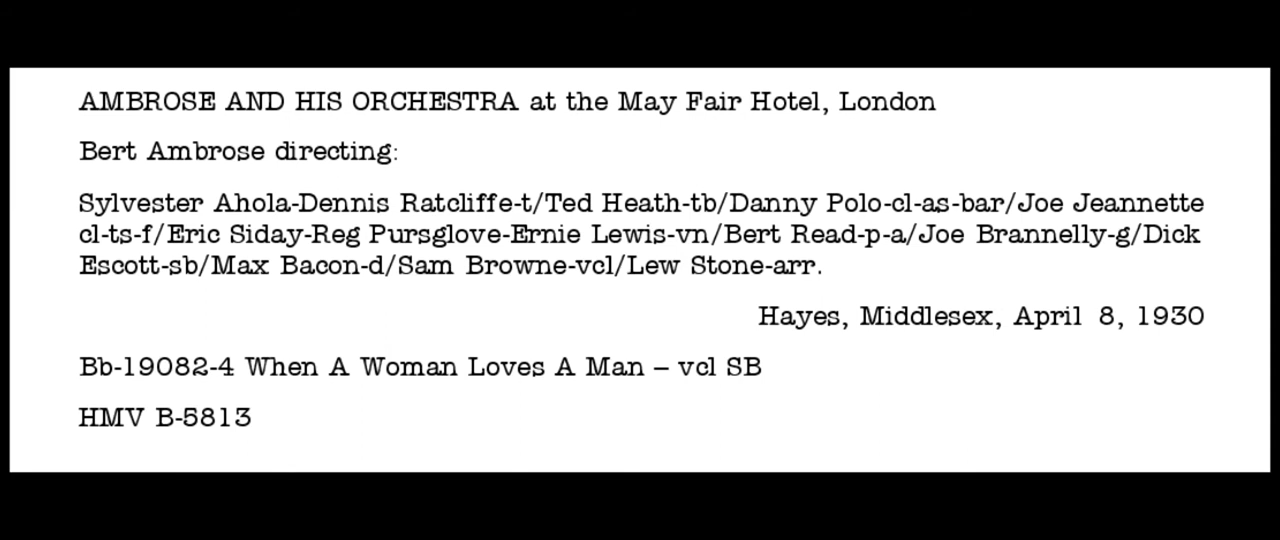 AMBROSE AND HIS ORCHESTRA at the May Fair Hotel, London
Bert Ambrose directing:
Sylvester Ahola-Dennis Ratcliffe-t/Ted Heath-tb/Danny Polo-cl-as-bar/Joe Jeannette
cl-ts-f/Eric Siday-Reg Pursglove-Ernie Lewis-vn/Bert Read-p-a/Joe Brannelly-g/Dick
Escott-sb/Max Bacon-d/Sam Browne-vcl/Lew Stone-arr.
Hayes, Middlesex, April 8, 1930
Bb-19082-4 When A Woman Loves A Man – vcl SB
HMV B-5813